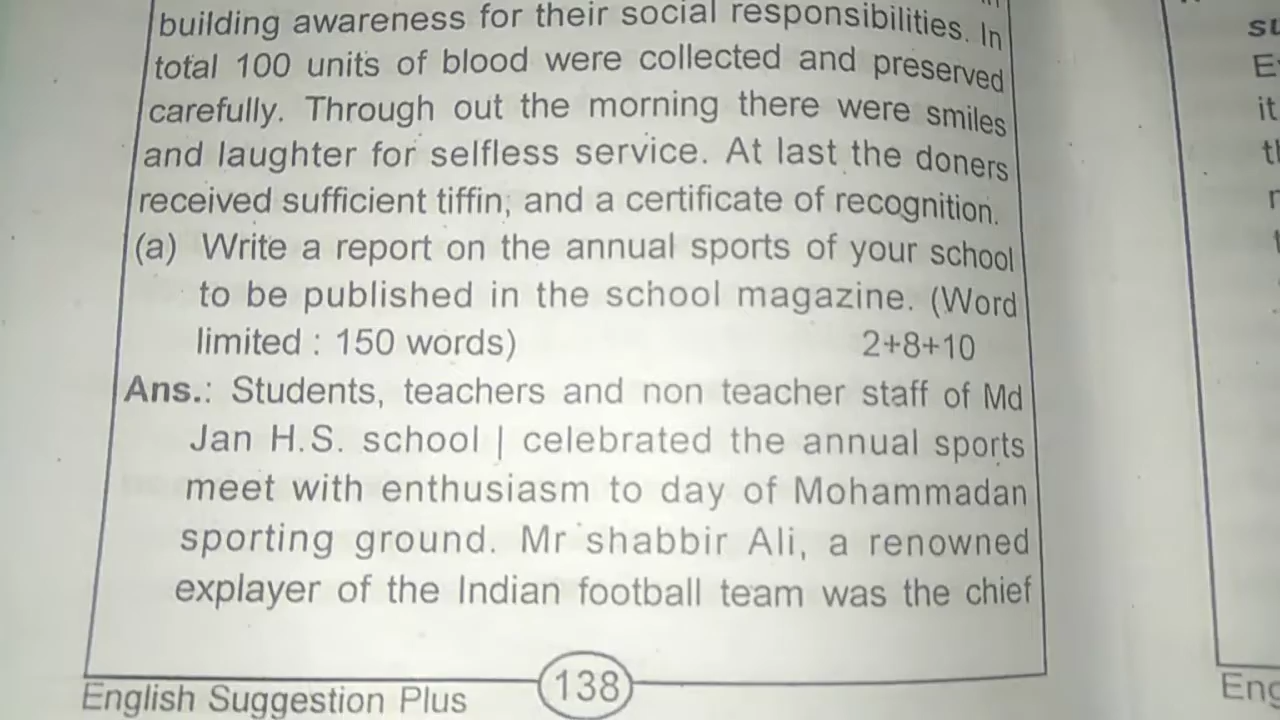 building awareness for their social responsibilities. In
total 100 units of blood were collected and preserved
carefully. Through out the morning there were smiles
and laughter for selfless service. At last the doners
received sufficient tiffin, and a certificate of recognition.
(a) Write a report on the annual sports of your school
to be published in the school magazine. (Word
limited : 150 words) 2+8+10
Ans.: Students, teachers and non teacher staff of Md
Jan H.S. school | celebrated the annual sports
meet with enthusiasm to day of Mohammadan
sporting ground. Mr shabbir Ali, a renowned
explayer of the Indian football team was the chief
English Suggestion Plus
138